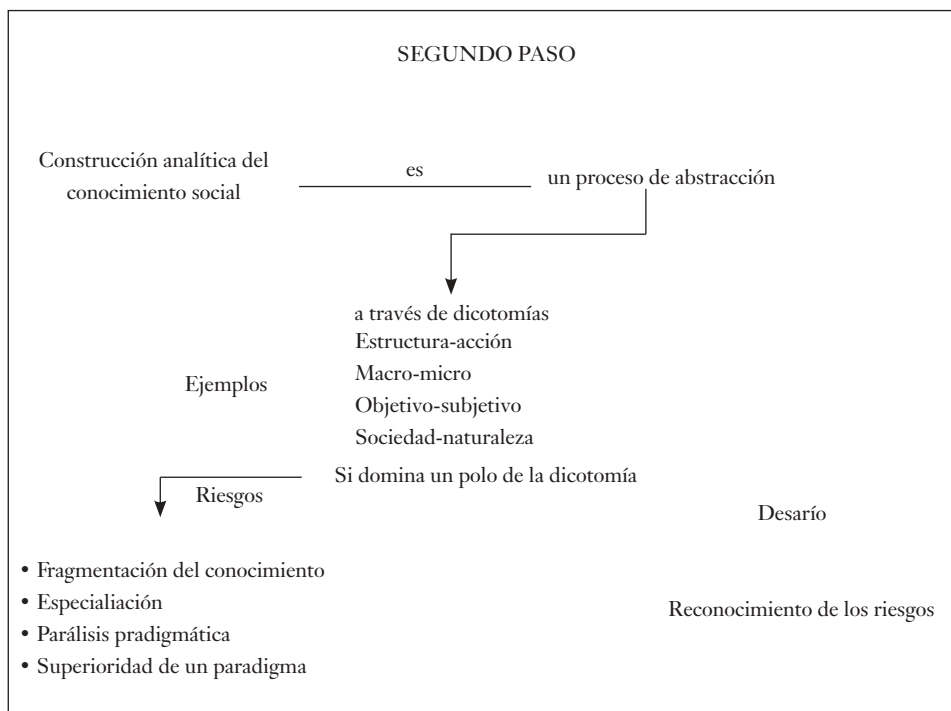 SEGUNDO PASO
Construcción analítica del
conocimiento social
es
un proceso de abstracción
a través de dicotomías
Estructura-acción
Macro-micro
Objetivo-subjetivo
Sociedad-naturaleza
Ejemplos
Si domina un polo de la dicotomía
Riesgos
Desarío
• Fragmentación del conocimiento
• Especialiación
• Parálisis pradigmática
• Superioridad de un paradigma
Reconocimiento de los riesgos